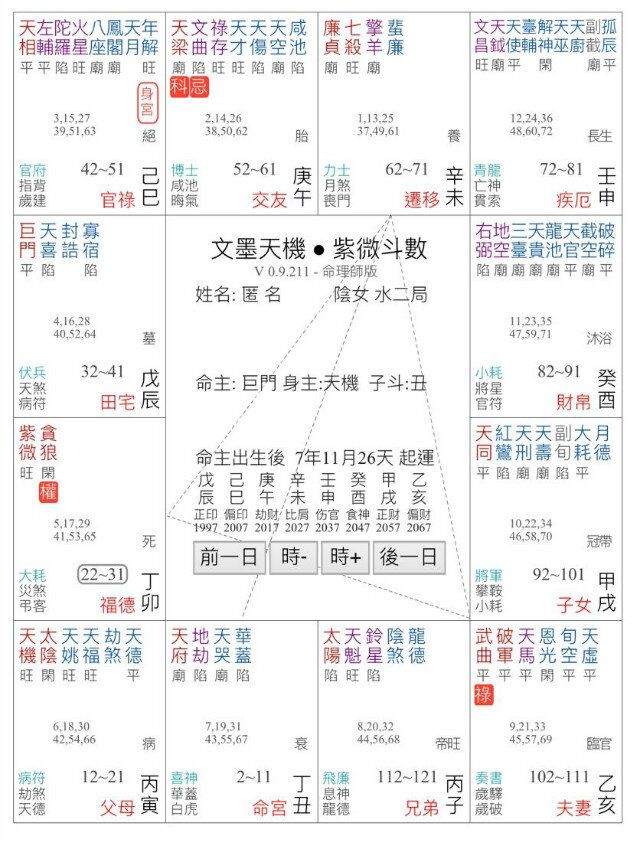 天相 左輔 陀羅 火星 八座 鳳閣 天月 年解
平 平 陷 旺 廟 廟 旺
身宮
3,15,27
39,51,63
絕
官府 42~51 己巳
指背
歲建 官祿
天梁 文曲 祿存 天才 天傷 天空 咸池
廟 陷 廟 旺 陷 廟 陷
科 忌
2,14,26
38,50,62
胎
博士 52~61 庚午
咸池
晦氣 交友
廉貞 七殺 擎羊 蜚廉
廟 旺 廟
1,13,25
37,49,61
養
力士 62~71 辛未
月煞
喪門 遷移
文昌 天鉞 天使 臺輔 解神 天巫 天廚 副截 孤辰
旺 廟 平 閑 廟 平
12,24,36
48,60,72
長生
青龍 72~81 壬申
亡神
貫索 疾厄
巨門 天喜 封誥 寡宿
平 陷 陷
4,16,28
40,52,64
墓
伏兵 32~41 戊辰
天煞
病符 田宅
文墨天機 ● 紫微斗數
V 0.9.211 - 命理師版
姓名: 匿 名 陰女 水二局
命主: 巨門 身主:天機 子斗:丑
命主出生後 7年11月26天 起運
戊 己 庚 辛 壬 癸 甲 乙
辰 巳 午 未 申 酉 戌 亥
正印 偏印 劫財 比肩 傷官 食神 正財 偏財
1997 2007 2017 2027 2037 2047 2057 2067
前一日 時- 時+ 後一日
右弼 地空 三臺 天貴 龍池 天官 截空 破碎
陷 廟 廟 廟 廟 平 廟 平
11,23,35
47,59,71
沐浴
小耗 82~91 癸酉
將星
官符 財帛
紫微 貪狼
旺 閑
權
5,17,29
41,53,65
死
大耗 22~31 丁卯
災煞
弔客 福德
天同 紅鸞 天刑 天壽 副旬 大耗 月德
平 陷 廟 廟 陷 平
10,22,34
46,58,70
冠帶
將軍 92~101 甲戌
攀鞍
小耗 子女
天機 太陰 天姚 天福 劫煞 天德
旺 閑 旺 旺 平
6,18,30
42,54,66
病
病符 12~21 丙寅
劫煞
天德 父母
天府 地劫 天哭 華蓋
廟 陷 廟 陷
7,19,31
43,55,67
衰
喜神 2~11 丁丑
華蓋
白虎 命宮
太陽 天魁 鈴星 陰煞 龍德
陷 旺 陷
8,20,32
44,56,68
帝旺
飛廉 112~121 丙子
息神
龍德 兄弟
武曲 破軍 天馬 恩光 旬空 天虛
平 平 平 閑 平 平
祿
9,21,33
45,57,69
臨官
奏書 102~111 乙亥
歲驛
歲破 夫妻